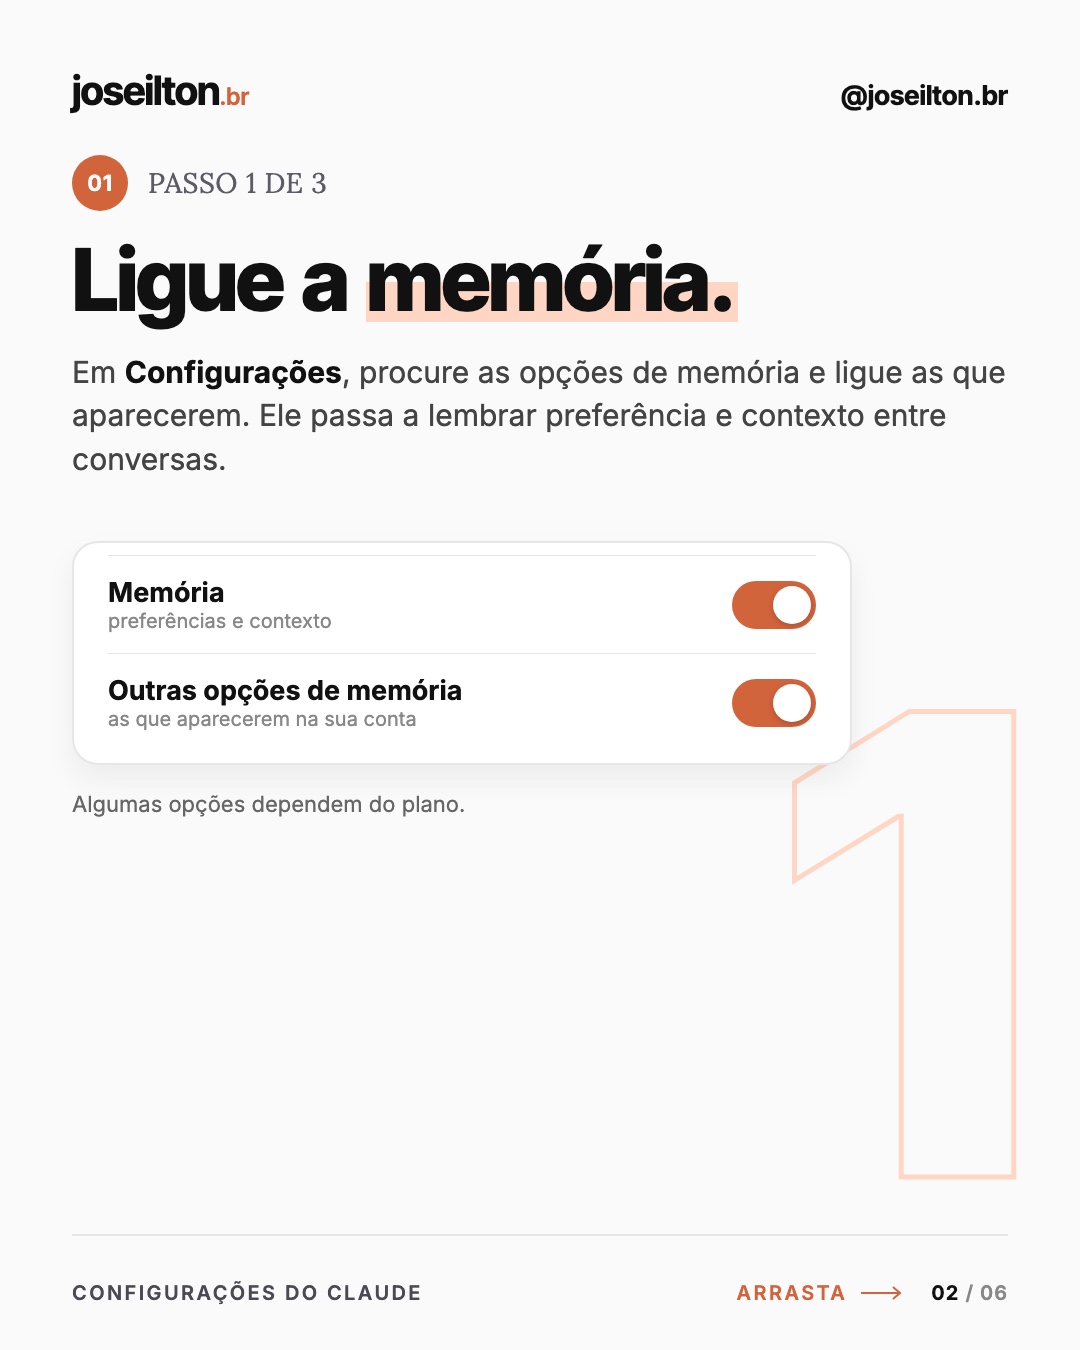 joseilton.br
@joseilton.br
01
PASSO 1 DE 3
Ligue a memória.
Em Configurações, procure as opções de memória e ligue as que
aparecerem. Ele passa a lembrar preferência e contexto entre
conversas.
Memória
preferências e contexto
Outras opções de memória
as que aparecerem na sua conta
Algumas opções dependem do plano.
1
CONFIGURAÇÕES DO CLAUDE
ARRASTA → 02 / 06